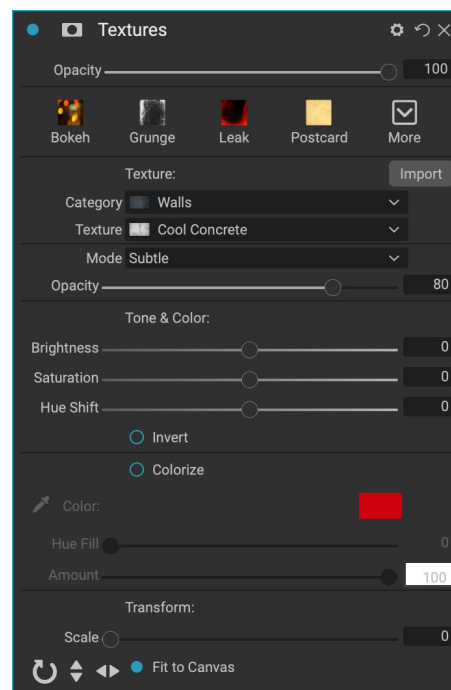 Textures
Opacity 100
Bokeh Grunge Leak Postcard More
Texture: Import
Category Walls
Texture Cool Concrete
Mode Subtle
Opacity 80
Tone & Color:
Brightness 0
Saturation 0
Hue Shift 0
Invert
Colorize
Color:
Hue Fill 0
Amount 100
Transform:
Scale 0
Fit to Canvas